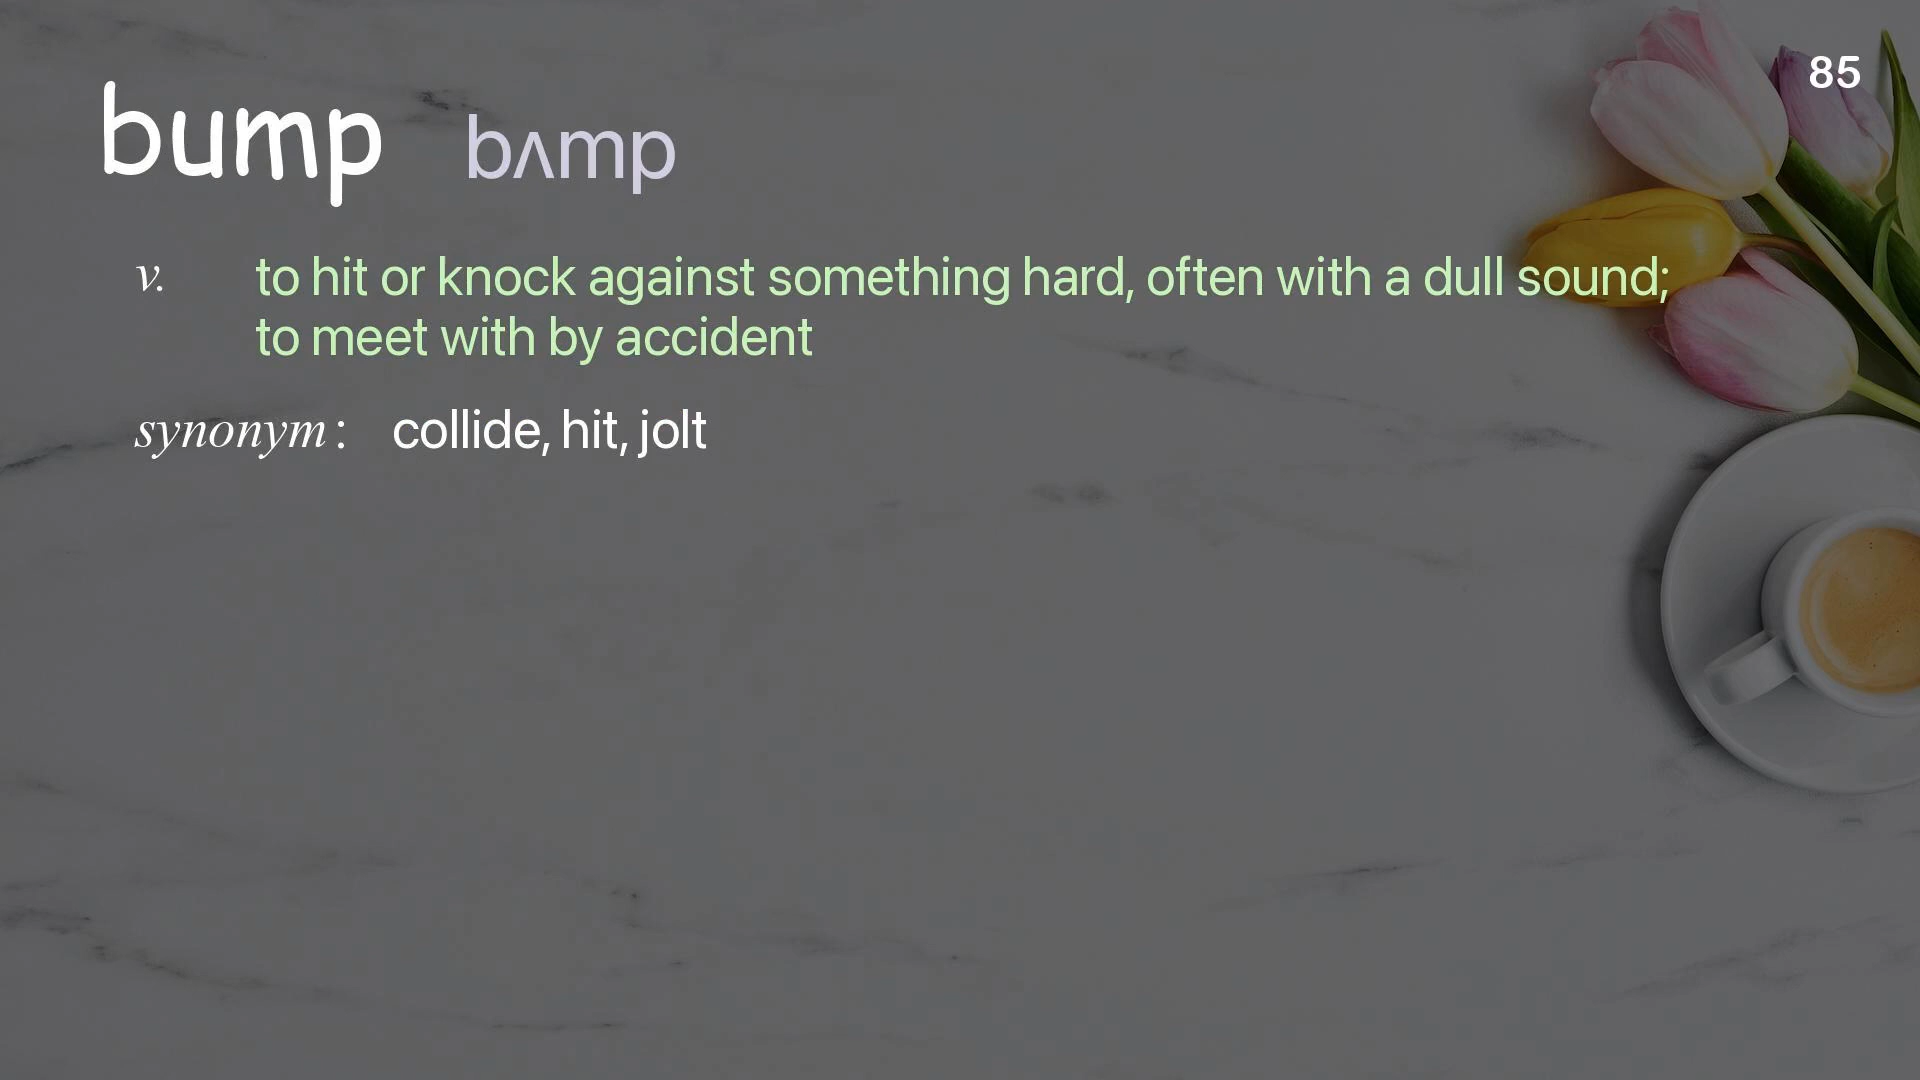 85
bump bʌmp
v. to hit or knock against something hard, often with a dull sound;
to meet with by accident
synonym : collide, hit, jolt